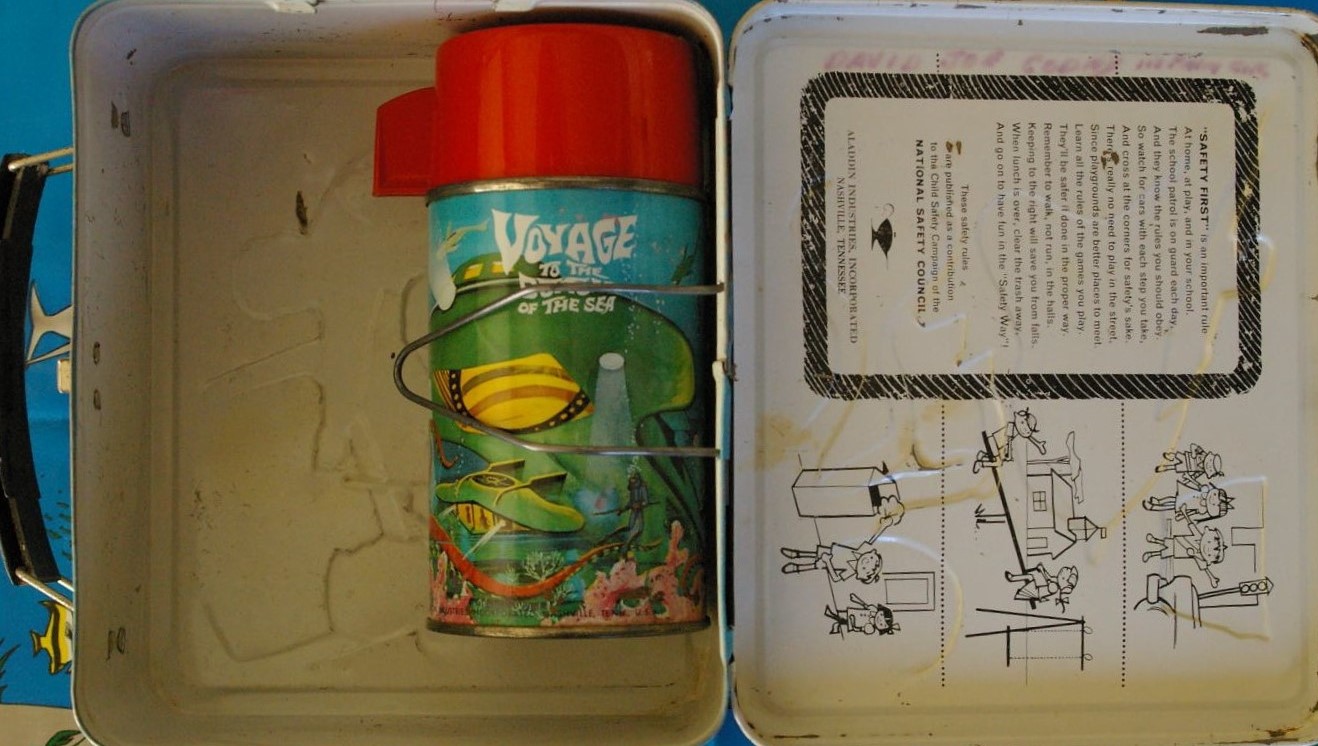 VOYAGE
TO THE
OF THE SEA
DAVID
"SAFETY FIRST" is an important rule
At home, at play, and in your school.
The school patrol is on guard each day,
And they know the rules you should obey.
So watch for cars with each step you take,
And cross at the corners for safety's sake.
There's really no need to play in the street,
Since playgrounds are better places to meet.
Learn all the rules of the games you play.
They'll be safer if done in the proper way.
Remember to walk, not run, in the halls.
Keeping to the right will save you from falls.
When lunch is over, clear the trash away,
And go on to have fun in the "Safety Way"!
These safety rules
are published as a contribution
to the Child Safety Campaign of the
NATIONAL SAFETY COUNCIL
ALADDIN INDUSTRIES, INCORPORATED
NASHVILLE, TENNESSEE